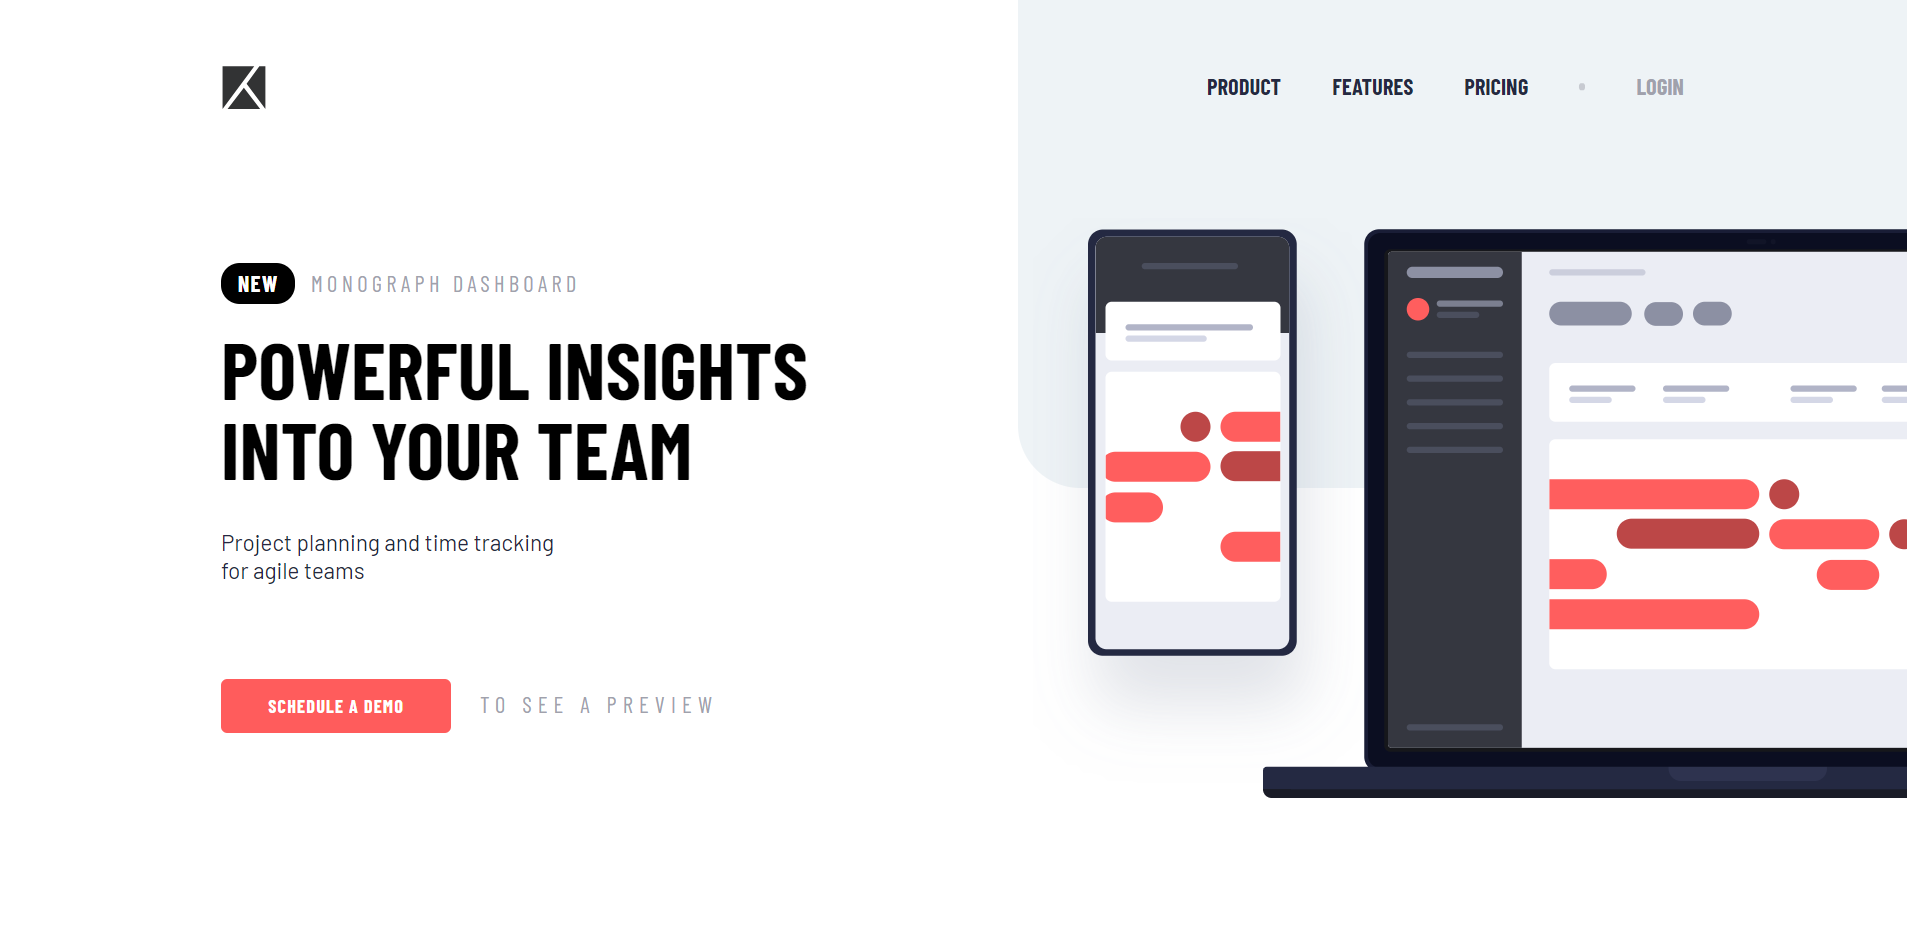 PRODUCT FEATURES PRICING • LOGIN
NEW MONOGRAPH DASHBOARD
POWERFUL INSIGHTS
INTO YOUR TEAM
Project planning and time tracking
for agile teams
SCHEDULE A DEMO TO SEE A PREVIEW